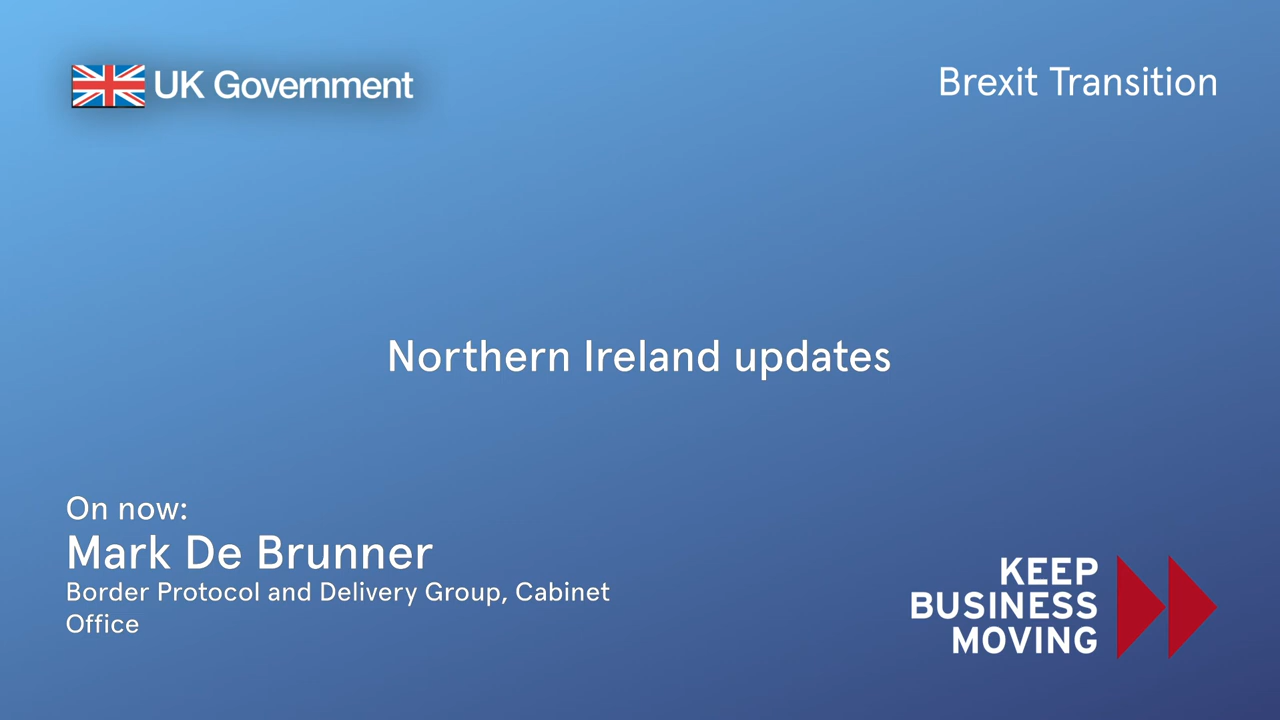 UK Government
Brexit Transition
Northern Ireland updates
On now:
Mark De Brunner
Border Protocol and Delivery Group, Cabinet
Office
KEEP
BUSINESS
MOVING